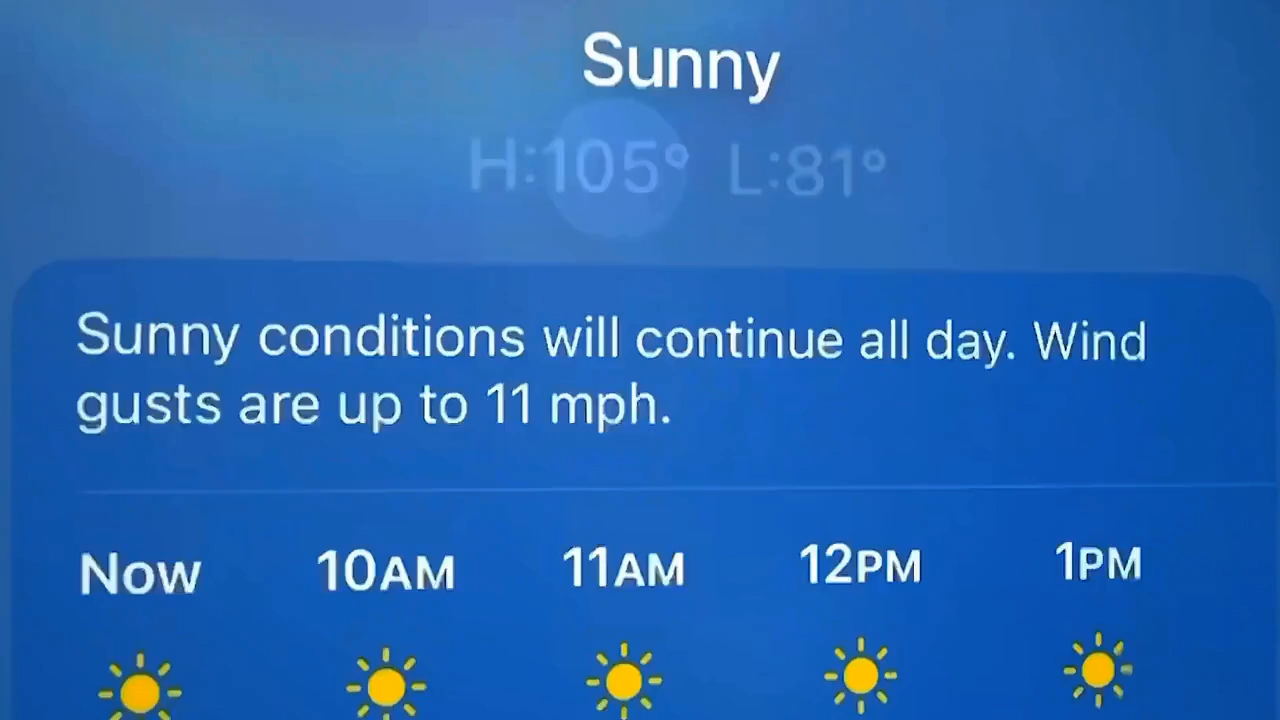 Sunny
H:105° L:81°
Sunny conditions will continue all day. Wind
gusts are up to 11 mph.
Now 10AM 11AM 12PM 1PM